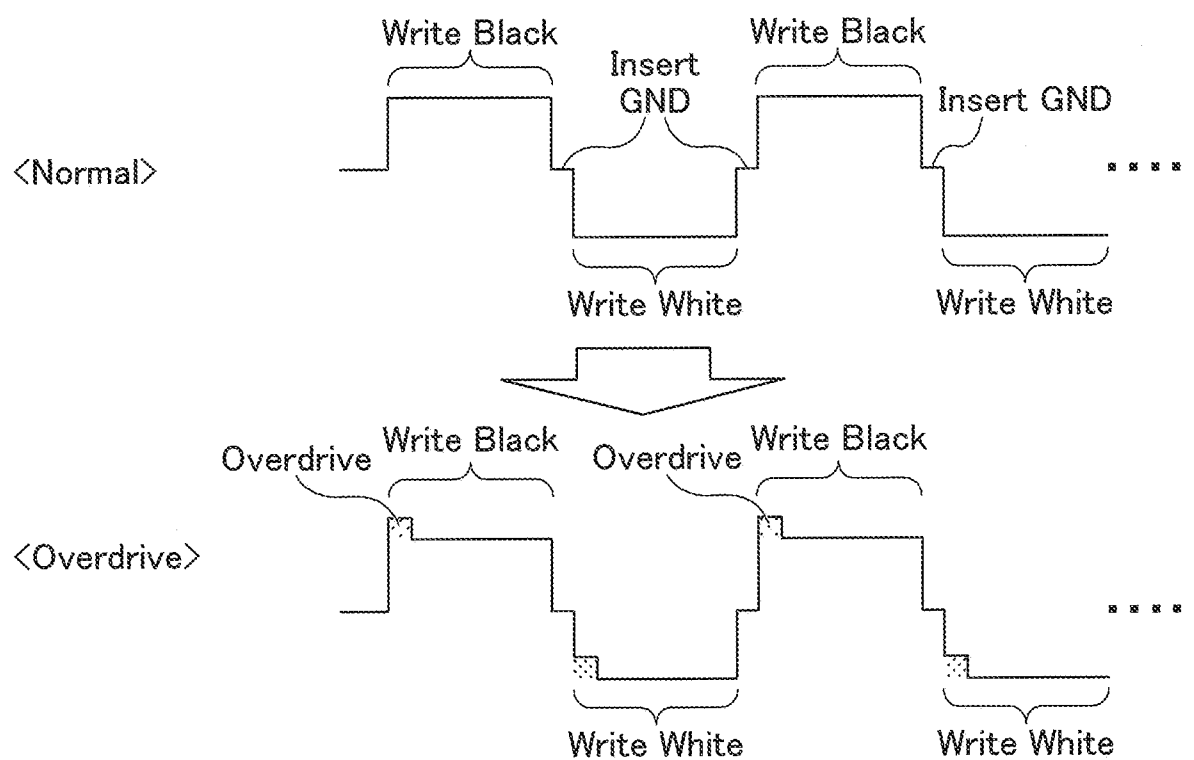 Write Black
Write Black
Insert
GND
Insert GND
<Normal>
Write White
Write White
Write Black
Write Black
Overdrive
Overdrive
<Overdrive>
Write White
Write White